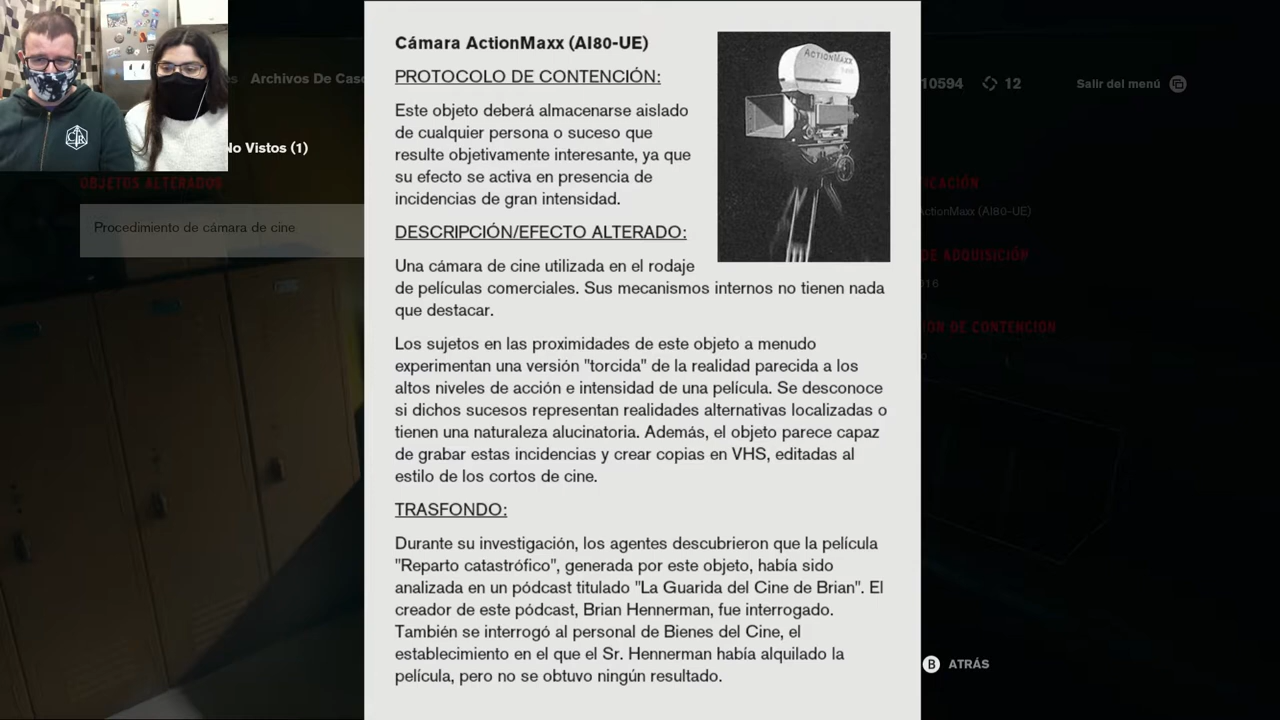 Cámara ActionMaxx (AI80-UE)
PROTOCOLO DE CONTENCIÓN:
Este objeto deberá almacenarse aislado
de cualquier persona o suceso que
resulte objetivamente interesante, ya que
su efecto se activa en presencia de
incidencias de gran intensidad.
ACTIONMAXX
DESCRIPCIÓN/EFECTO ALTERADO:
Una cámara de cine utilizada en el rodaje
de películas comerciales. Sus mecanismos internos no tienen nada
que destacar.
Los sujetos en las proximidades de este objeto a menudo
experimentan una versión "torcida" de la realidad parecida a los
altos niveles de acción e intensidad de una película. Se desconoce
si dichos sucesos representan realidades alternativas localizadas o
tienen una naturaleza alucinatoria. Además, el objeto parece capaz
de grabar estas incidencias y crear copias en VHS, editadas al
estilo de los cortos de cine.
TRASFONDO:
Durante su investigación, los agentes descubrieron que la película
"Reparto catastrófico", generada por este objeto, había sido
analizada en un pódcast titulado "La Guarida del Cine de Brian". El
creador de este pódcast, Brian Hennerman, fue interrogado.
También se interrogó al personal de Bienes del Cine, el
establecimiento en el que el Sr. Hennerman había alquilado la
película, pero no se obtuvo ningún resultado.
Archivos De Caso
No Vistos (1)
OBJETOS ALTERADOS
Procedimiento de cámara de cine
10594 12 Salir del menú
ICACIÓN
ActionMaxx (AI80-UE)
DE ADQUISICIÓN
16
ÓN DE CONTENCIÓN
B ATRÁS